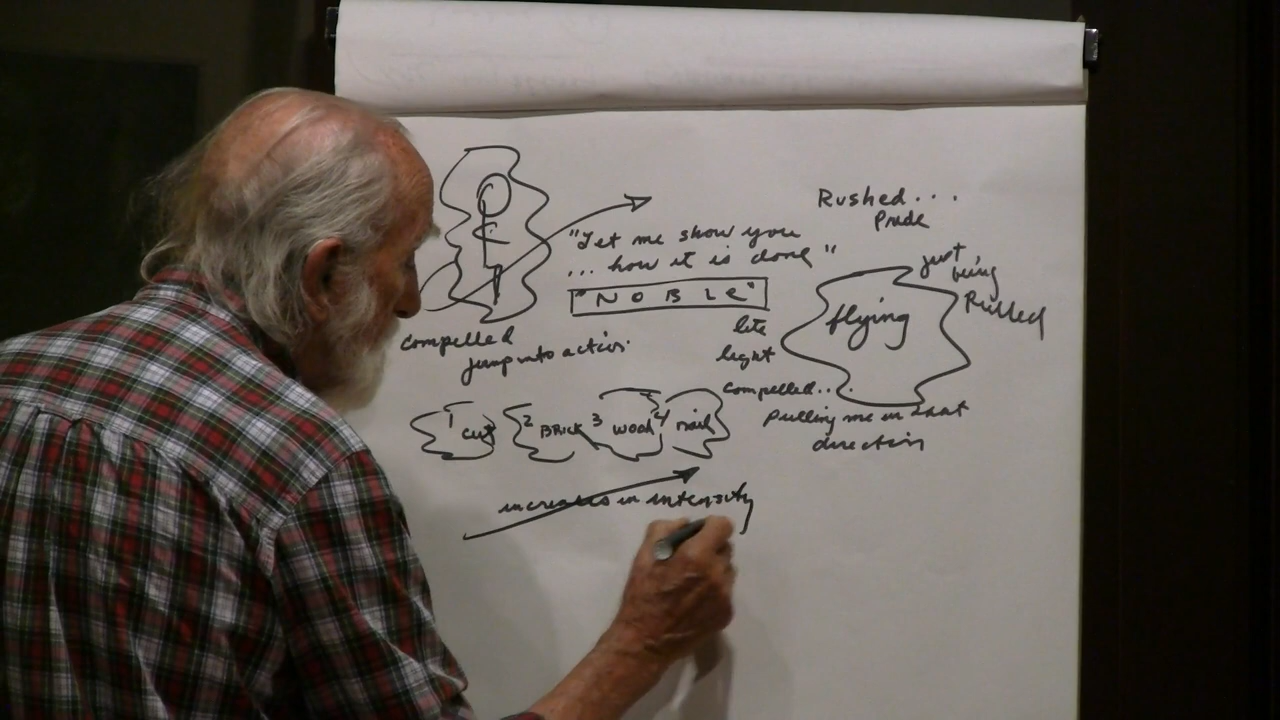 Rushed...
Pride
"Let me show you
... how it is done"
"NOBLE"
just
being
Pulled
flying
lite
light
compelled
jump into action.
compelled...
Pulling me in that
direction
1 cut 2 BRICK 3 wood 4 nail
increases in intensity